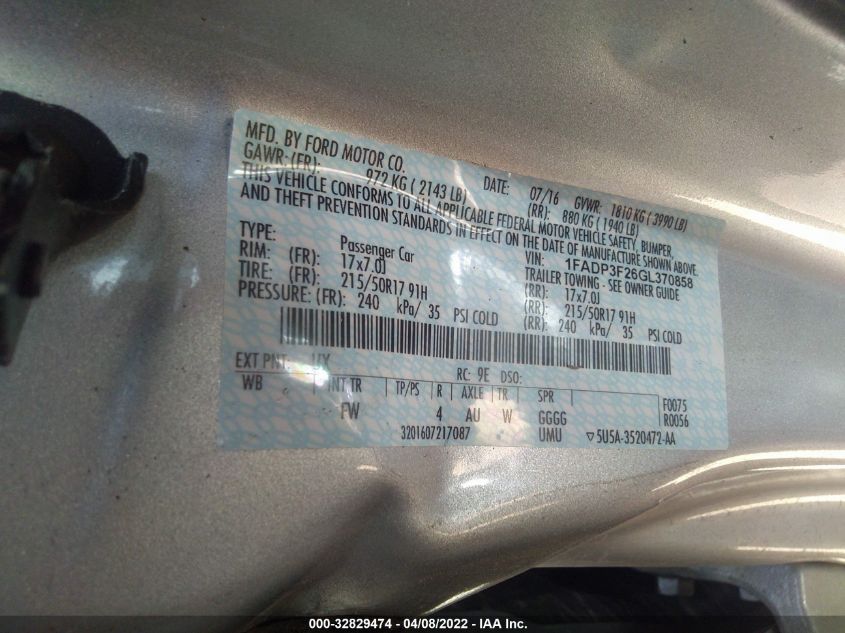 MFD. BY FORD MOTOR CO. DATE: 07/16 GVWR: 1810 KG ( 3990 LB)
GAWR: (FR): 972 KG ( 2143 LB) (RR): 880 KG ( 1940 LB)
THIS VEHICLE CONFORMS TO ALL APPLICABLE FEDERAL MOTOR VEHICLE SAFETY, BUMPER,
AND THEFT PREVENTION STANDARDS IN EFFECT ON THE DATE OF MANUFACTURE SHOWN ABOVE.
VIN: 1FADP3F26GL370858
TYPE: Passenger Car TRAILER TOWING - SEE OWNER GUIDE
RIM: (FR): 17x7.0J (RR): 17x7.0J
TIRE: (FR): 215/50R17 91H (RR): 215/50R17 91H
PRESSURE: (FR): 240 kPa/ 35 PSI COLD (RR): 240 kPa/ 35 PSI COLD
EXT PNT: UX RC: 9E DSO:
WB INT TR TP/PS R AXLE TR SPR F0075
FW 4 AU W GGGG R0056
3201607217087 UMU ▽ 5U5A-3520472-AA
000-32829474 - 04/08/2022 - IAA Inc.